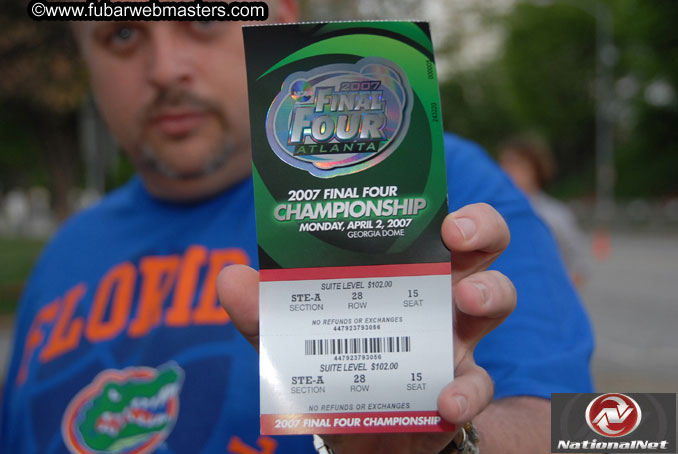 © www.fubarwebmasters.com
2007
FINAL
FOUR
ATLANTA
2007 FINAL FOUR
CHAMPIONSHIP
MONDAY, APRIL 2, 2007
GEORGIA DOME
SUITE LEVEL $102.00
STE-A 28 15
SECTION ROW SEAT
NO REFUNDS OR EXCHANGES
447923793056
447923793056
SUITE LEVEL $102.00
STE-A 28 15
SECTION ROW SEAT
NO REFUNDS OR EXCHANGES
2007 FINAL FOUR CHAMPIONSHIP
FLORIDA
NationalNet